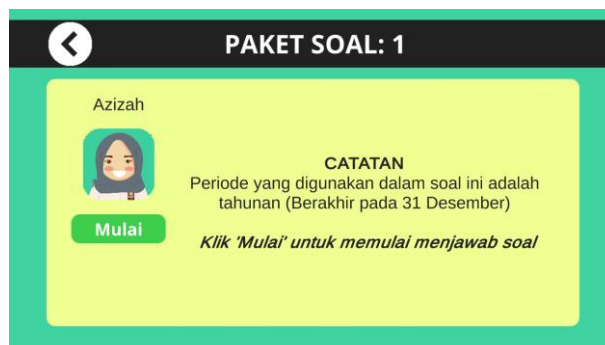 PAKET SOAL: 1
Azizah
Mulai
CATATAN
Periode yang digunakan dalam soal ini adalah
tahunan (Berakhir pada 31 Desember)
Klik 'Mulai' untuk memulai menjawab soal